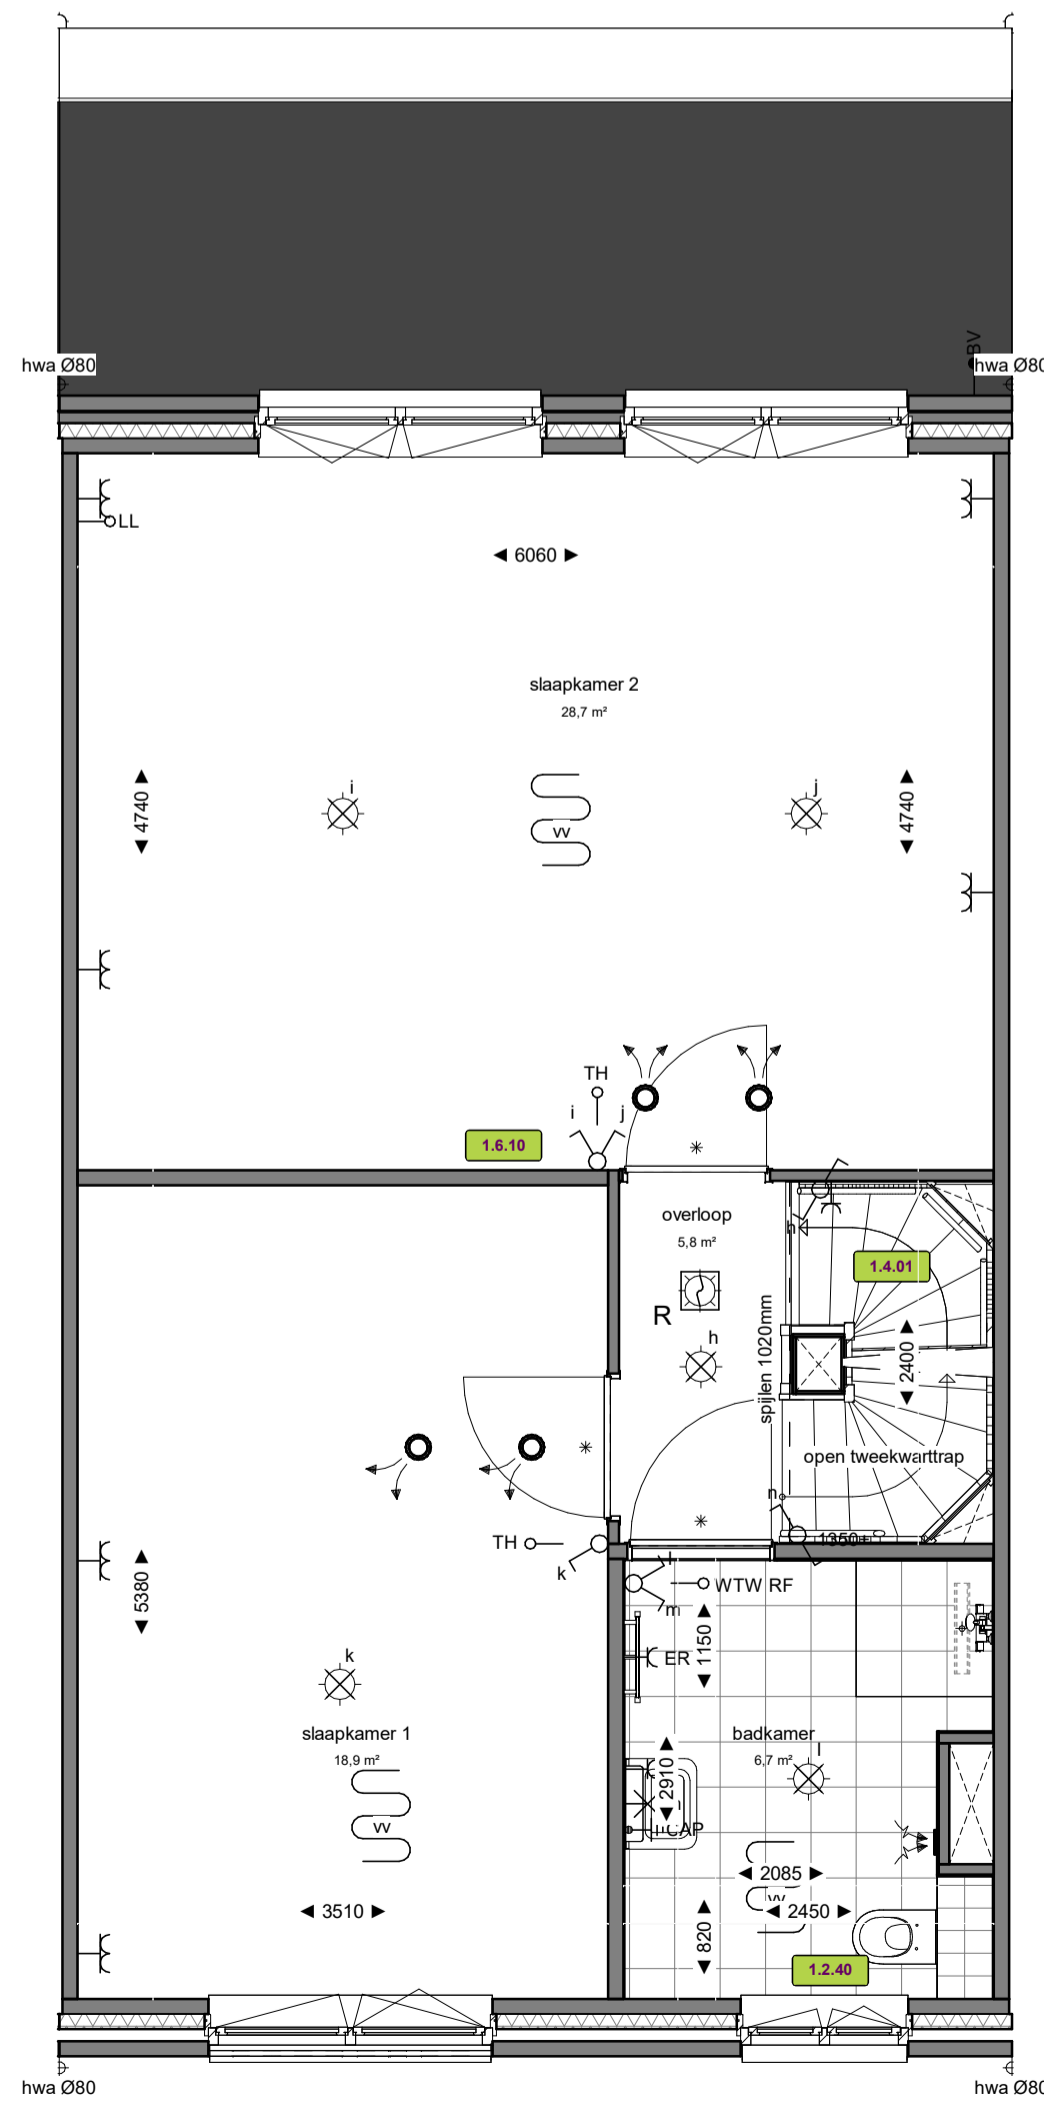 BV
hwa Ø80
hwa Ø80
LL
6060
slaapkamer 2
28,7 m²
4740
i
vv
j
4740
TH
i
j
1.6.10
overloop
5,8 m²
h
1.4.01
R
h
spijlen 1020mm
2400
open tweekwarttrap
TH
k
1350+
WTW RF
m
5380
1150
ER
k
slaapkamer 1
18,9 m²
vv
badkamer
6,7 m²
l
2910
2085
vv
2450
3510
820
1.2.40
hwa Ø80
hwa Ø80